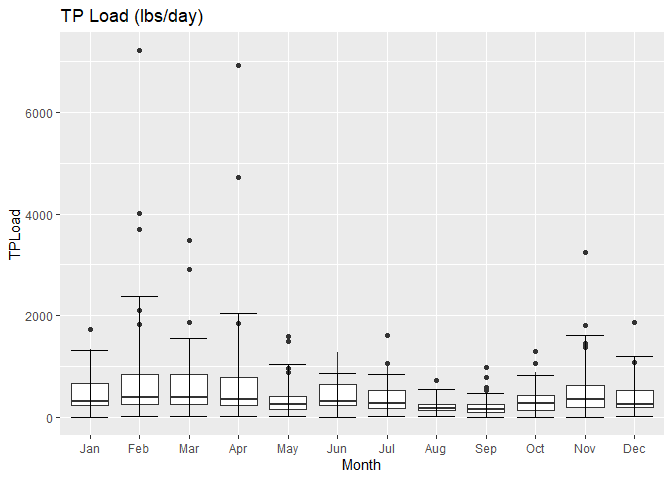 TP Load (lbs/day)
6000
4000
2000
0
TPLoad
Jan Feb Mar Apr May Jun Jul Aug Sep Oct Nov Dec
Month